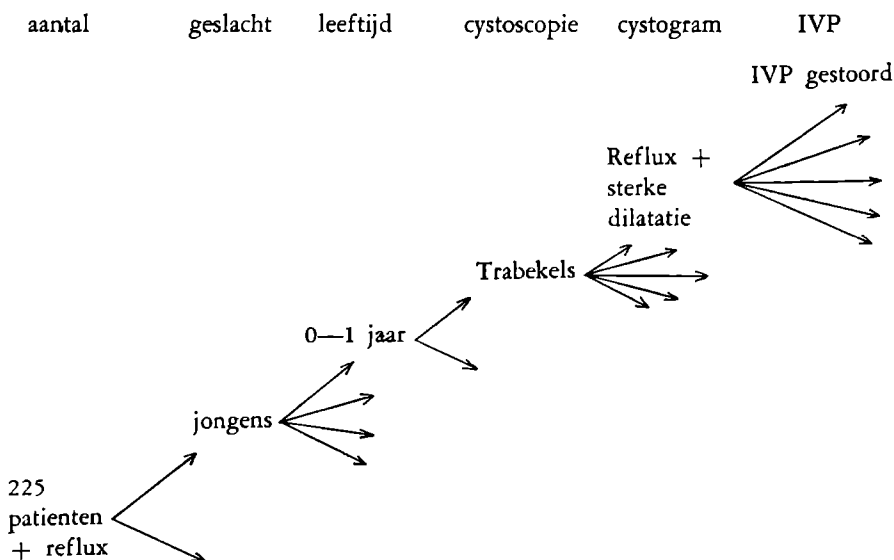 aantal geslacht leeftijd cystoscopie cystogram IVP
IVP gestoord
Reflux +
sterke
dilatatie
Trabekels
0—1 jaar
jongens
225
patienten
+ reflux